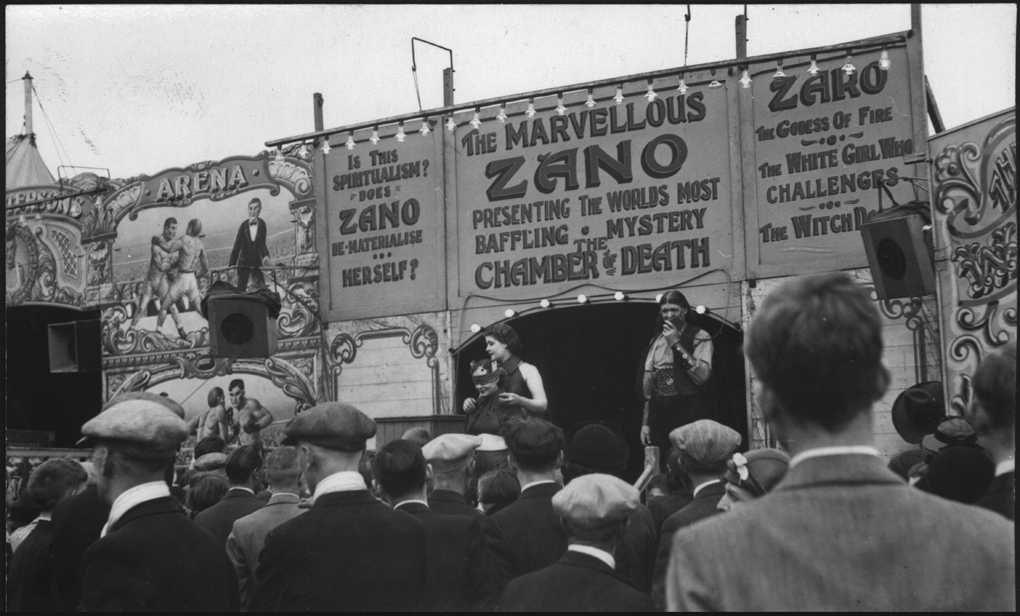 ARENA
IS THIS
SPIRITUALISM?
DOES
ZANO
DE-MATERIALISE
HERSELF?
THE MARVELLOUS
ZANO
PRESENTING THE WORLDS MOST
BAFFLING MYSTERY
THE
CHAMBER OF DEATH
ZARO
THE GODESS OF FIRE
THE WHITE GIRL WHO
CHALLENGES
THE WITCH